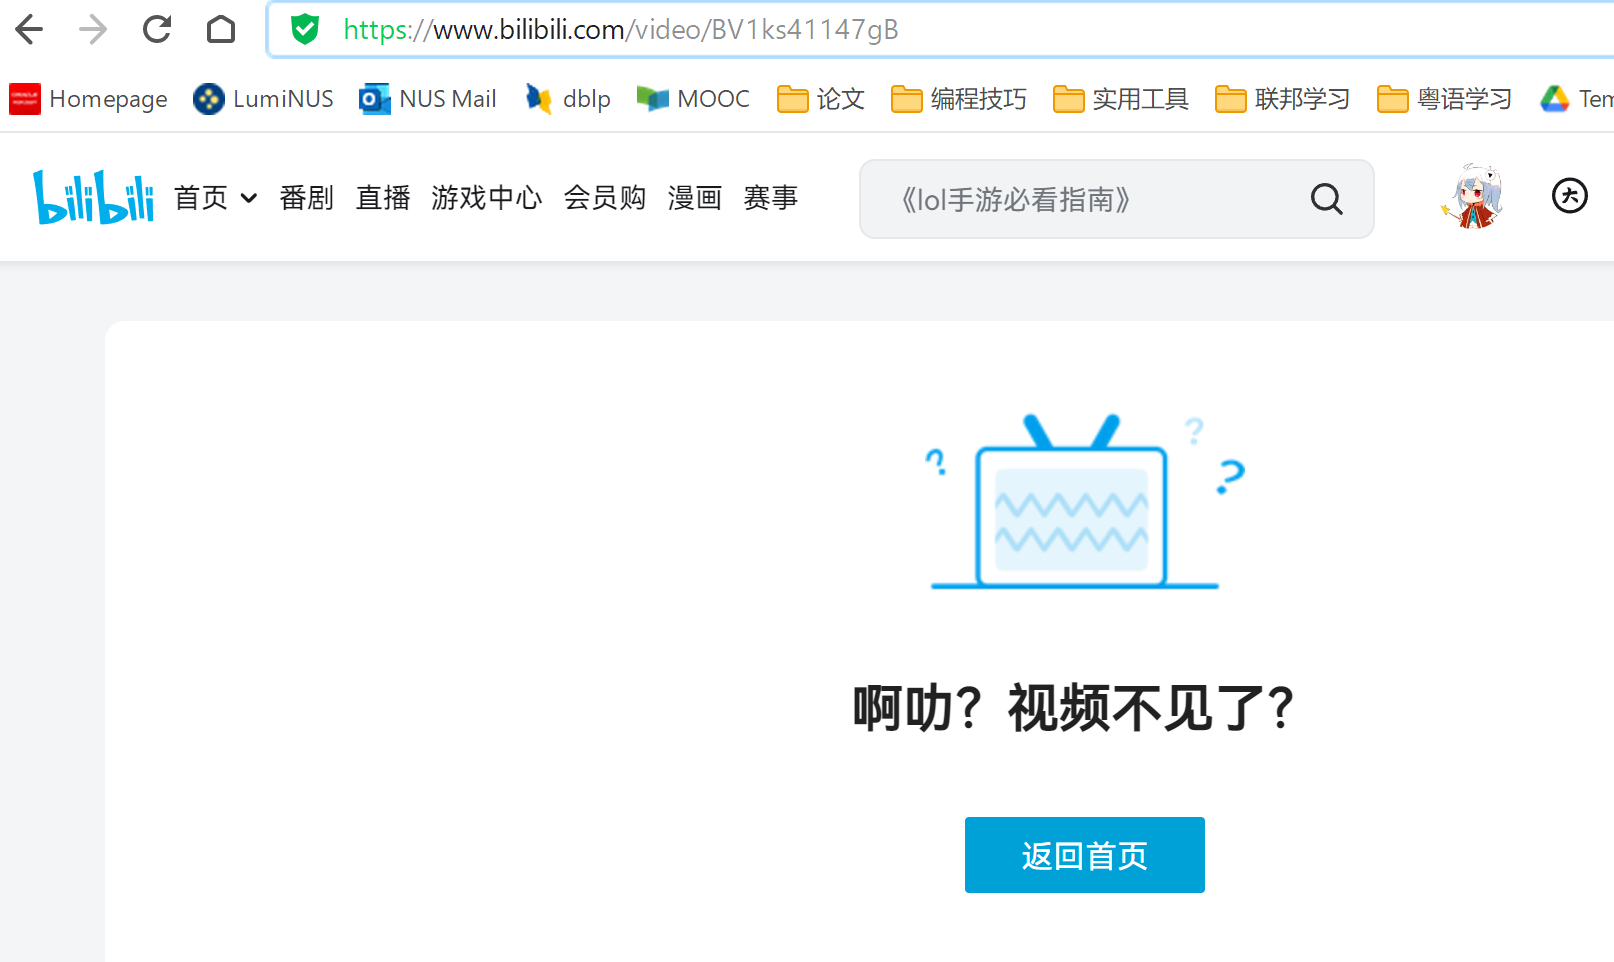 https://www.bilibili.com/video/BV1ks41147gB
Homepage LumiNUS NUS Mail dblp MOOC 论文 编程技巧 实用工具 联邦学习 粤语学习
bilibili 首页 番剧 直播 游戏中心 会员购 漫画 赛事 《lol手游必看指南》 大
? ? ?
啊叻？视频不见了？
返回首页